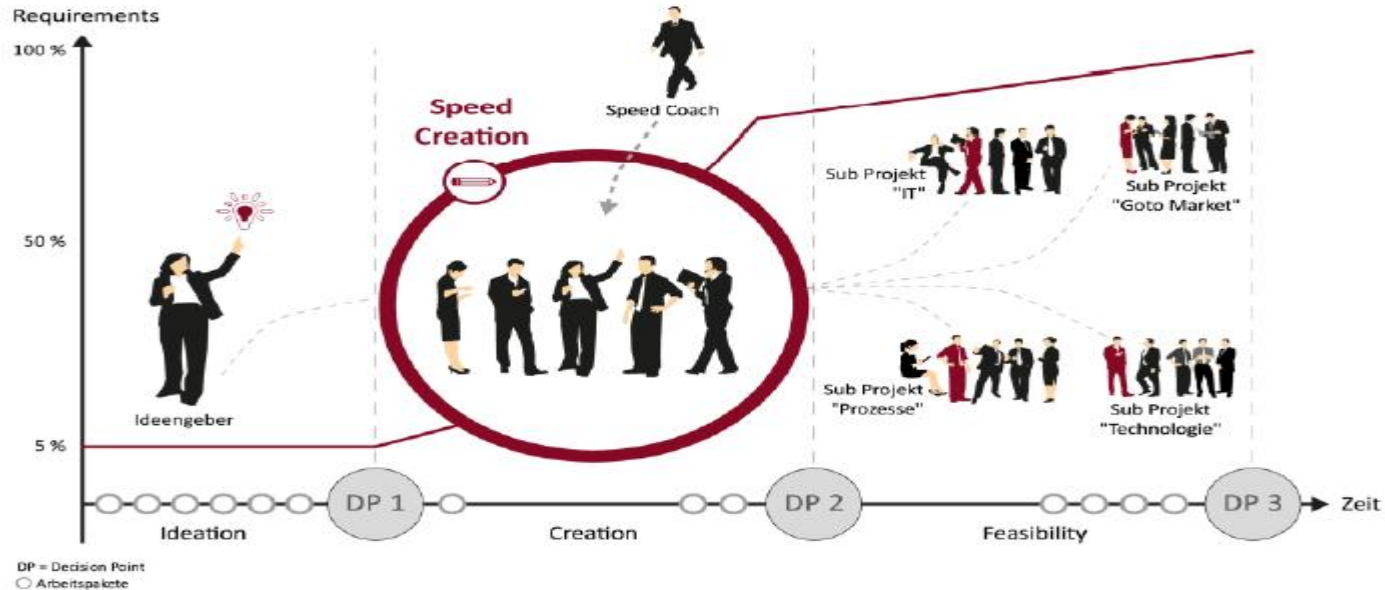 Requirements
100 %
Speed Coach
Speed
Creation
Sub Projekt
"IT"
Sub Projekt
"Goto Market"
50 %
Ideengeber
Sub Projekt
"Prozesse"
Sub Projekt
"Technologie"
5 %
DP 1
DP 2
DP 3
Zeit
Ideation
Creation
Feasibility
DP = Decision Point
Arbeitspakete